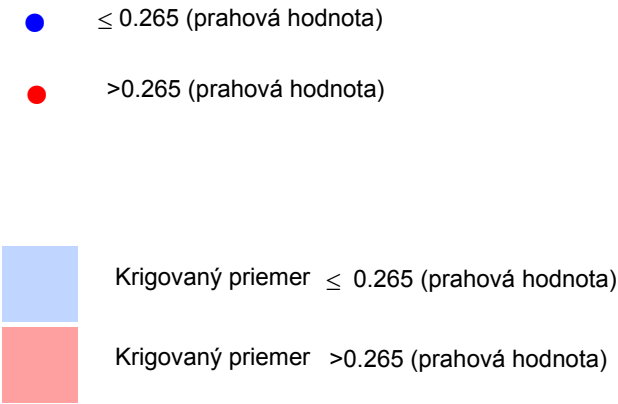 ≤ 0.265 (prahová hodnota)
>0.265 (prahová hodnota)
Krigovaný priemer ≤ 0.265 (prahová hodnota)
Krigovaný priemer >0.265 (prahová hodnota)